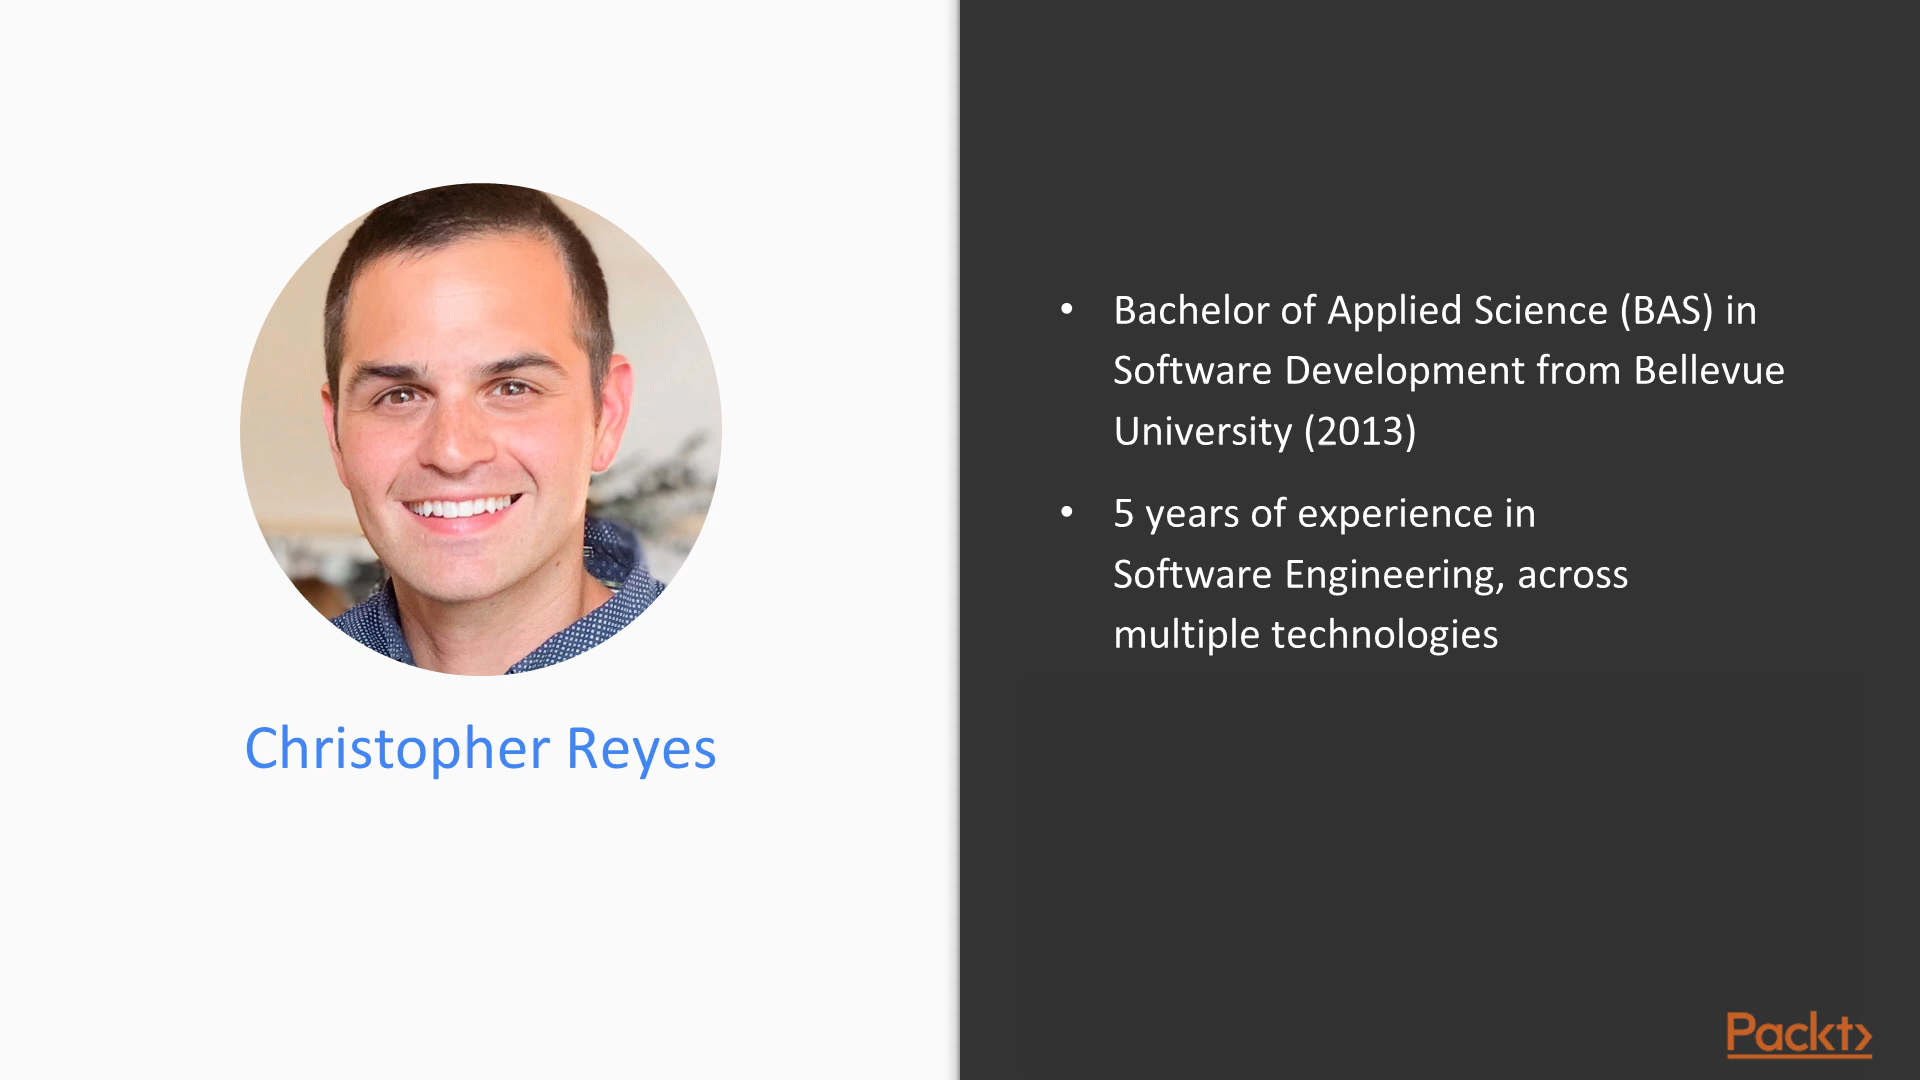 Christopher Reyes
• Bachelor of Applied Science (BAS) in
Software Development from Bellevue
University (2013)
• 5 years of experience in
Software Engineering, across
multiple technologies
Packt>